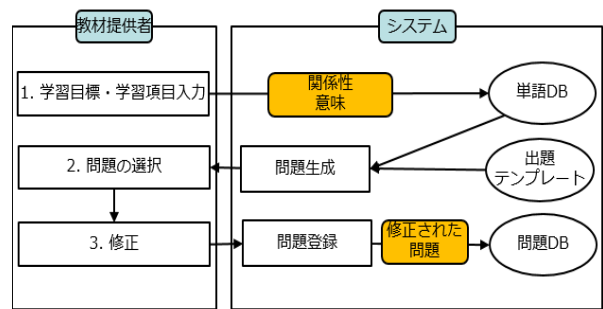 教材提供者
システム
1. 学習目標・学習項目入力
関係性
意味
単語DB
2. 問題の選択
問題生成
出題
テンプレート
3. 修正
問題登録
修正された
問題
問題DB